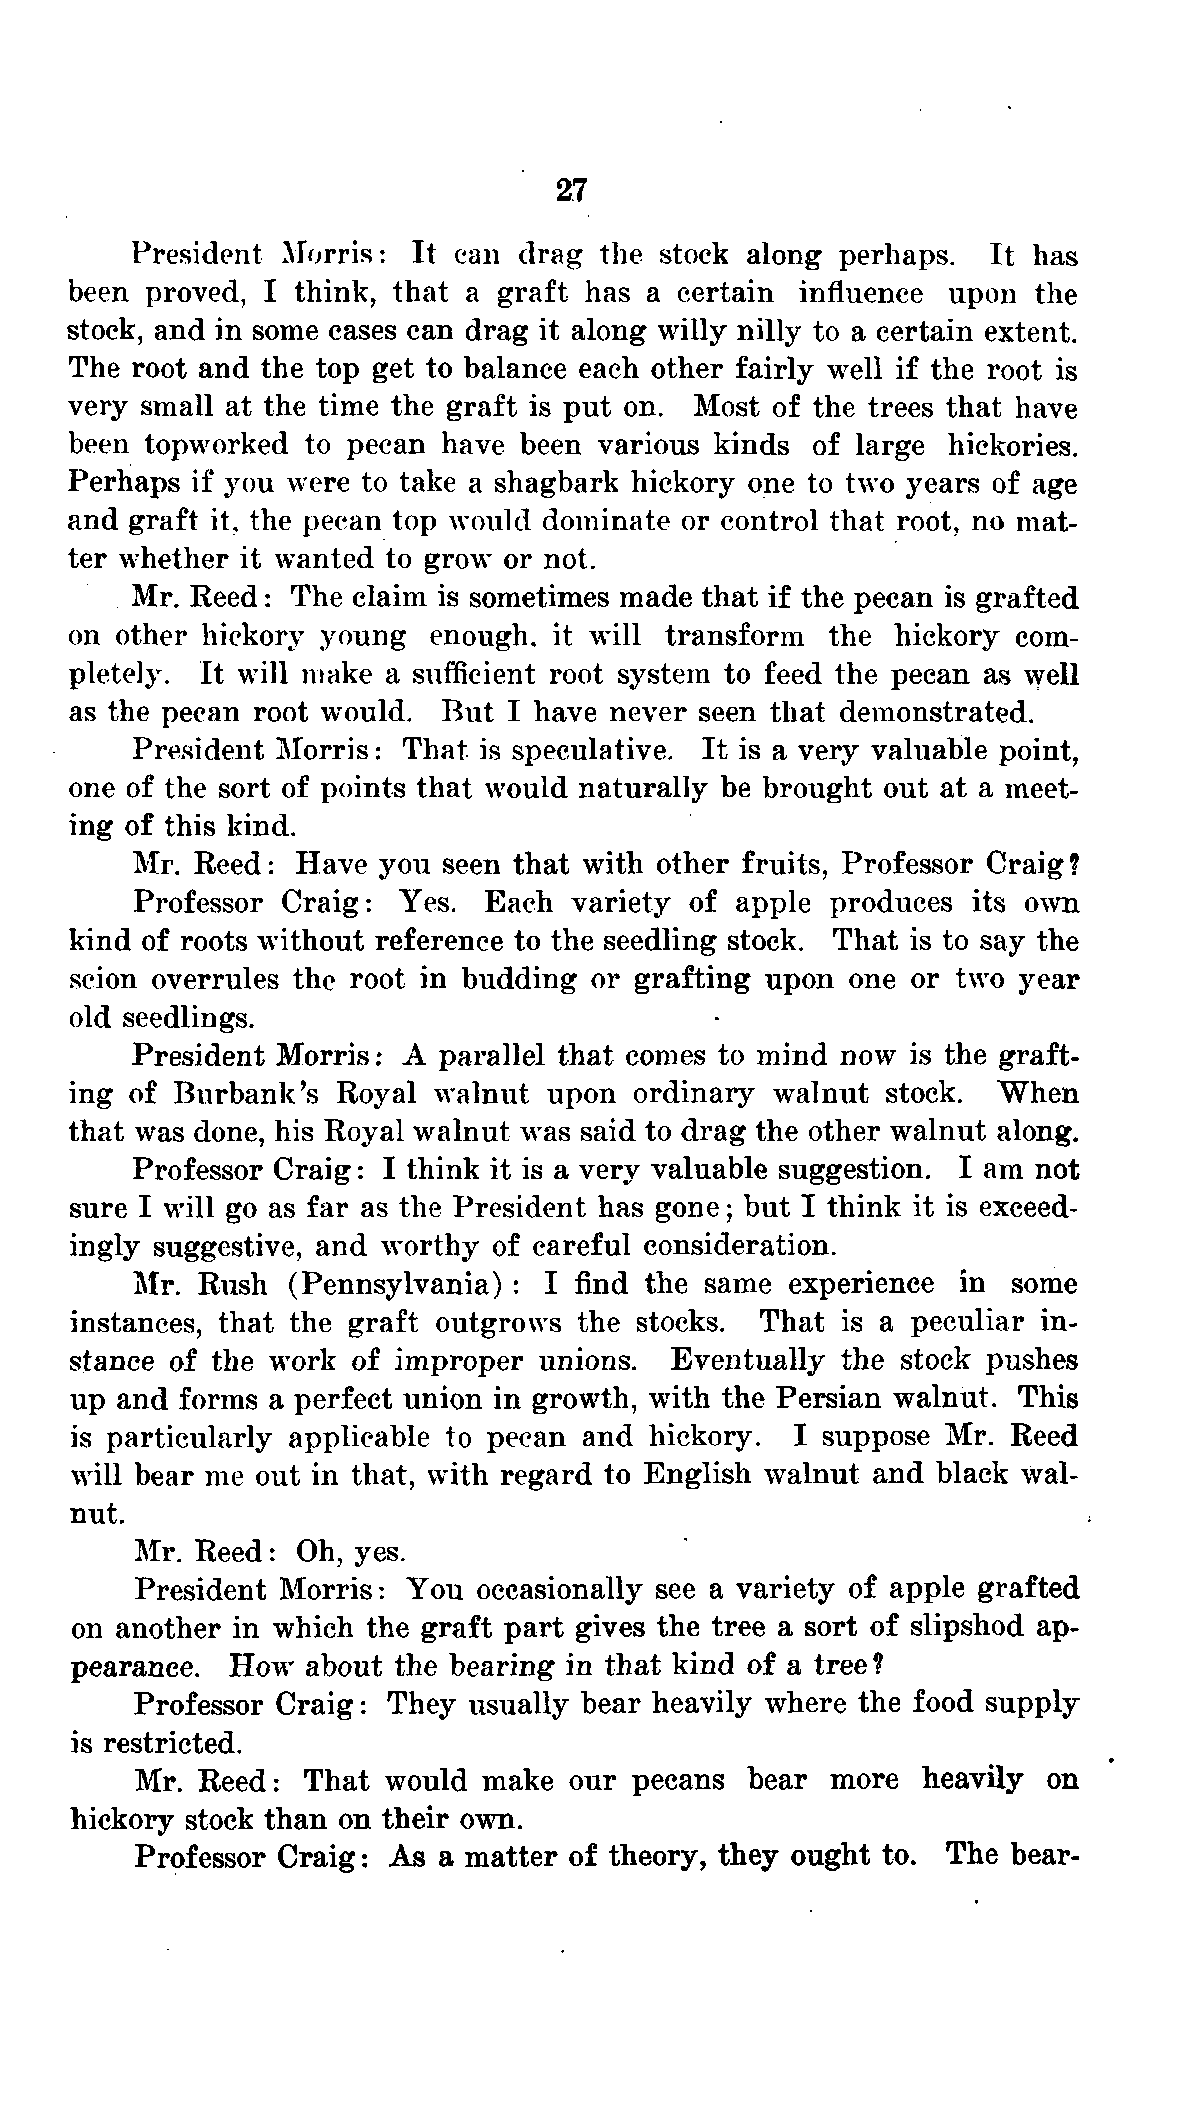 27
President Morris: It can drag the stock along perhaps. It has
been proved, I think, that a graft has a certain influence upon the
stock, and in some cases can drag it along willy nilly to a certain extent.
The root and the top get to balance each other fairly well if the root is
very small at the time the graft is put on. Most of the trees that have
been topworked to pecan have been various kinds of large hickories.
Perhaps if you were to take a shagbark hickory one to two years of age
and graft it, the pecan top would dominate or control that root, no mat-
ter whether it wanted to grow or not.
Mr. Reed: The claim is sometimes made that if the pecan is grafted
on other hickory young enough, it will transform the hickory com-
pletely. It will make a sufficient root system to feed the pecan as well
as the pecan root would. But I have never seen that demonstrated.
President Morris: That is speculative. It is a very valuable point,
one of the sort of points that would naturally be brought out at a meet-
ing of this kind.
Mr. Reed: Have you seen that with other fruits, Professor Craig?
Professor Craig: Yes. Each variety of apple produces its own
kind of roots without reference to the seedling stock. That is to say the
scion overrules the root in budding or grafting upon one or two year
old seedlings.
President Morris: A parallel that comes to mind now is the graft-
ing of Burbank's Royal walnut upon ordinary walnut stock. When
that was done, his Royal walnut was said to drag the other walnut along.
Professor Craig: I think it is a very valuable suggestion. I am not
sure I will go as far as the President has gone; but I think it is exceed-
ingly suggestive, and worthy of careful consideration.
Mr. Rush (Pennsylvania): I find the same experience in some
instances, that the graft outgrows the stocks. That is a peculiar in-
stance of the work of improper unions. Eventually the stock pushes
up and forms a perfect union in growth, with the Persian walnut. This
is particularly applicable to pecan and hickory. I suppose Mr. Reed
will bear me out in that, with regard to English walnut and black wal-
nut.
Mr. Reed: Oh, yes.
President Morris: You occasionally see a variety of apple grafted
on another in which the graft part gives the tree a sort of slipshod ap-
pearance. How about the bearing in that kind of a tree?
Professor Craig: They usually bear heavily where the food supply
is restricted.
Mr. Reed: That would make our pecans bear more heavily on
hickory stock than on their own.
Professor Craig: As a matter of theory, they ought to. The bear-